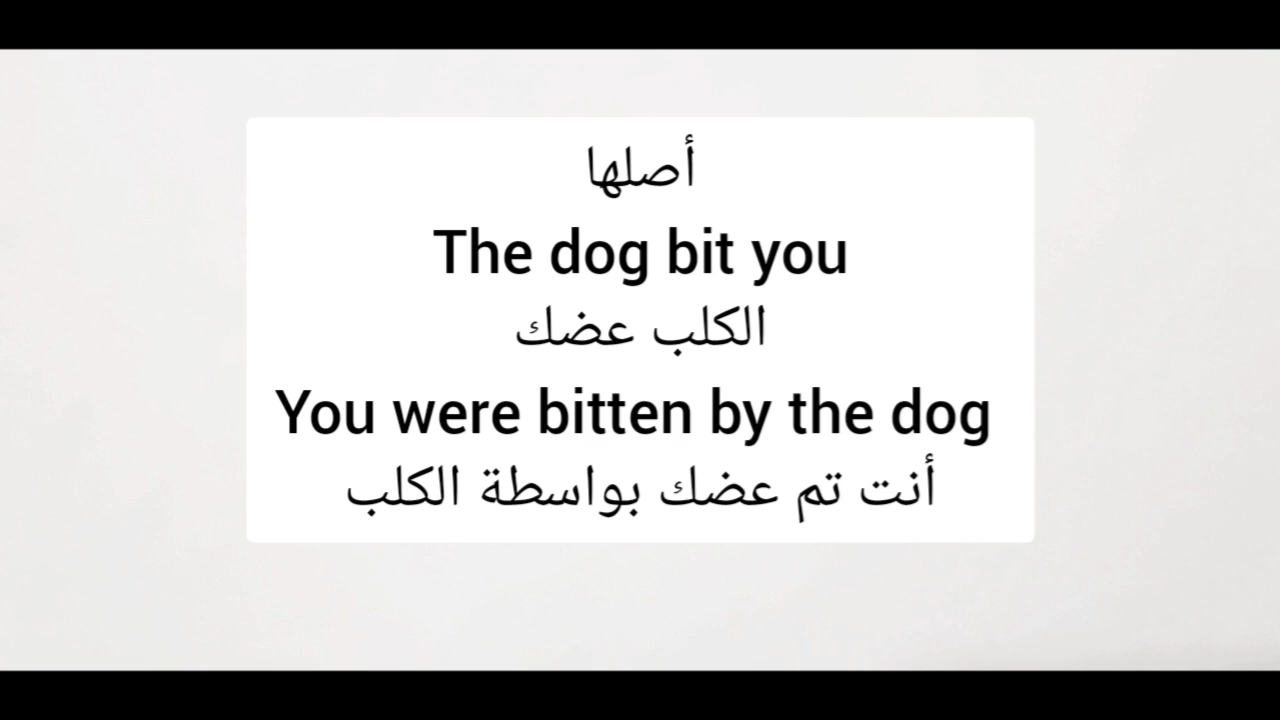 أصلها
The dog bit you
الكلب عضك
You were bitten by the dog
أنت تم عضك بواسطة الكلب